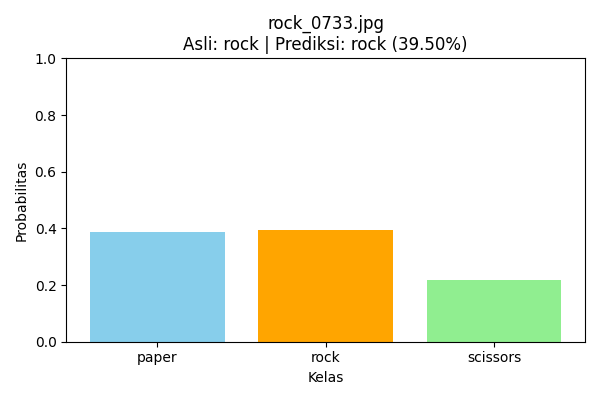 rock_0733.jpg
Asli: rock | Prediksi: rock (39.50%)
1.0
0.8
0.6
0.4
0.2
0.0
Probabilitas
paper
rock
scissors
Kelas